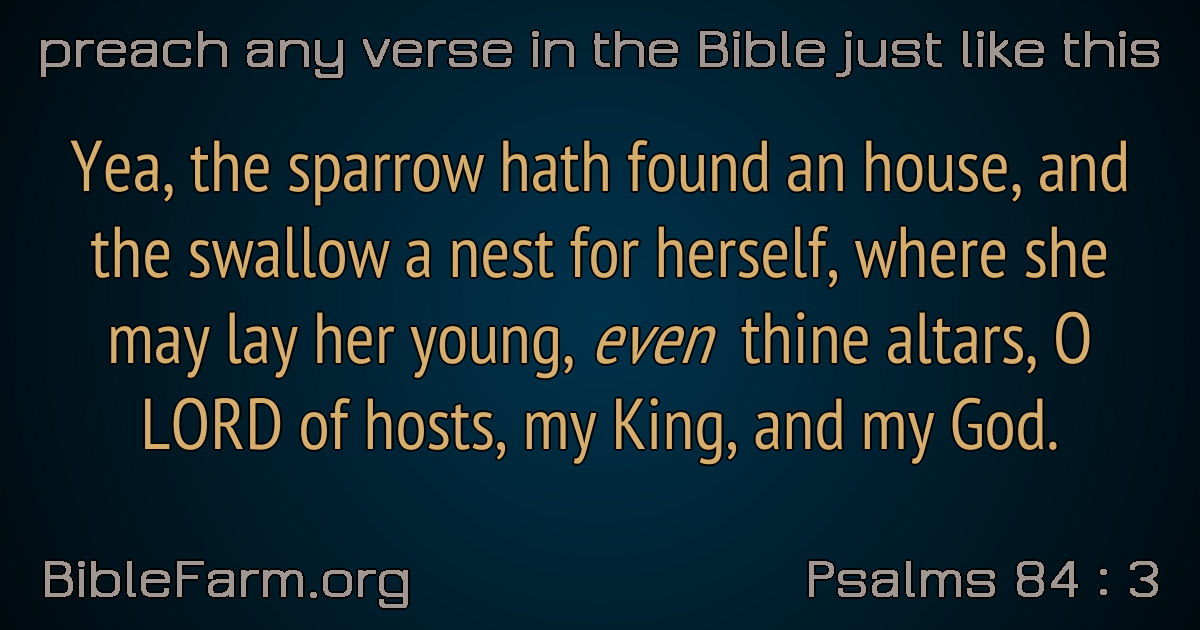 preach any verse in the Bible just like this
Yea, the sparrow hath found an house, and
the swallow a nest for herself, where she
may lay her young, even thine altars, O
LORD of hosts, my King, and my God.
BibleFarm.org
Psalms 84 : 3